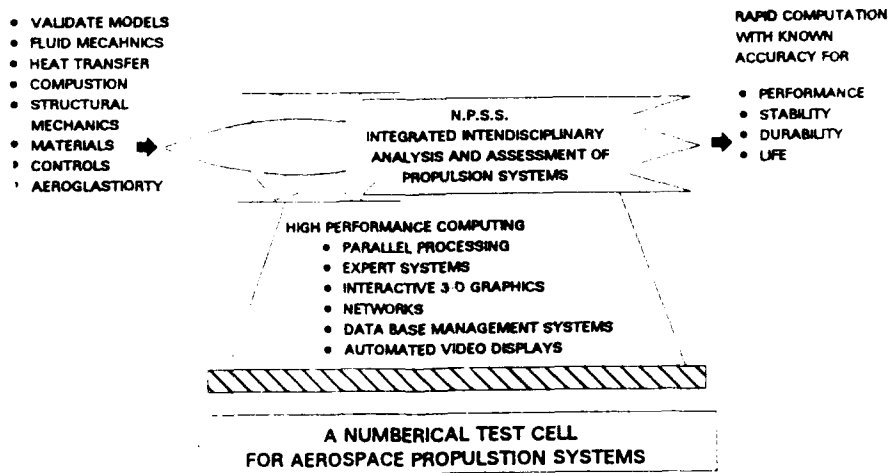 • VALIDATE MODELS
• FLUID MECAHNICS
• HEAT TRANSFER
• COMPUSTION
• STRUCTURAL
MECHANICS
• MATERIALS
• CONTROLS
• AEROGLASTIORTY
N.P.S.S.
INTEGRATED INTENDISCIPLINARY
ANALYSIS AND ASSESSMENT OF
PROPULSION SYSTEMS
RAPID COMPUTATION
WITH KNOWN
ACCURACY FOR
• PERFORMANCE
• STABILITY
• DURABILITY
• LIFE
HIGH PERFORMANCE COMPUTING
• PARALLEL PROCESSING
• EXPERT SYSTEMS
• INTERACTIVE 3-D GRAPHICS
• NETWORKS
• DATA BASE MANAGEMENT SYSTEMS
• AUTOMATED VIDEO DISPLAYS
A NUMBERICAL TEST CELL
FOR AEROSPACE PROPULSTION SYSTEMS